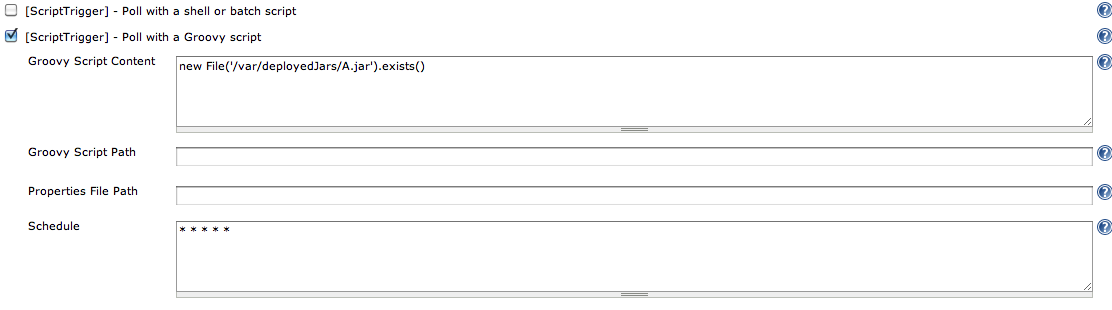 [ScriptTrigger] - Poll with a shell or batch script
[ScriptTrigger] - Poll with a Groovy script
Groovy Script Content
new File('/var/deployedJars/A.jar').exists()
Groovy Script Path
Properties File Path
Schedule
* * * * *